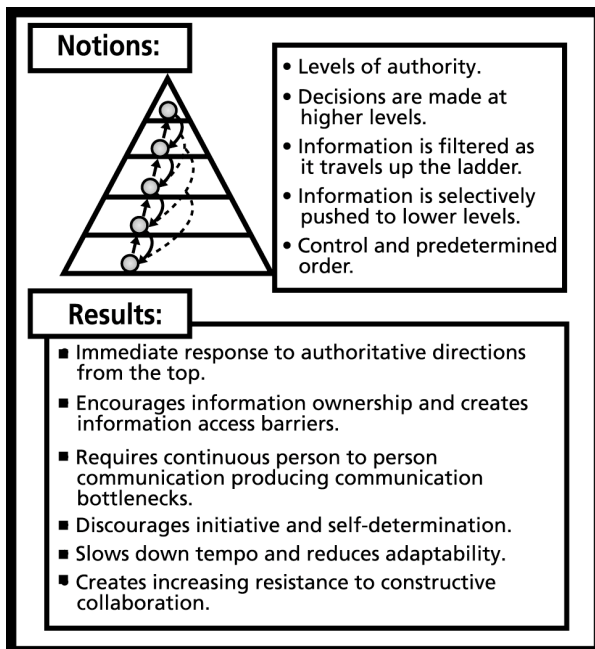 Notions:
• Levels of authority.
• Decisions are made at
higher levels.
• Information is filtered as
it travels up the ladder.
• Information is selectively
pushed to lower levels.
• Control and predetermined
order.
Results:
▪ Immediate response to authoritative directions
from the top.
▪ Encourages information ownership and creates
information access barriers.
▪ Requires continuous person to person
communication producing communication
bottlenecks.
▪ Discourages initiative and self-determination.
▪ Slows down tempo and reduces adaptability.
▪ Creates increasing resistance to constructive
collaboration.